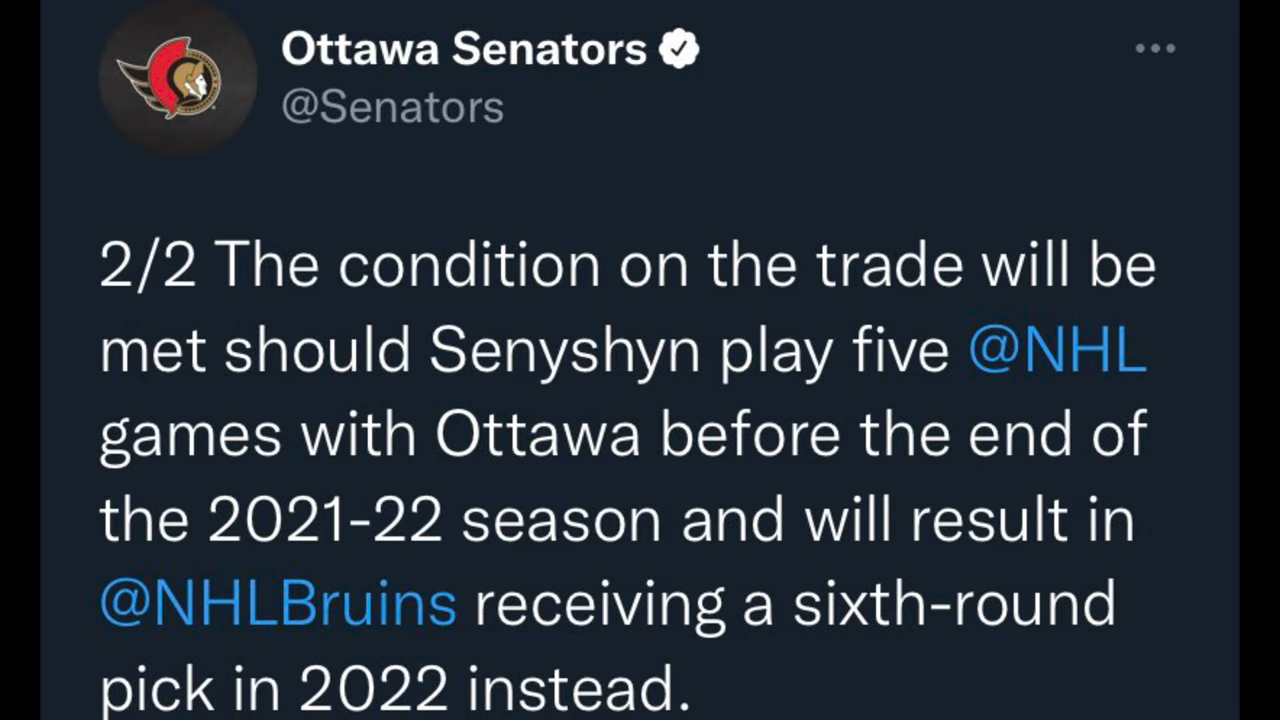 Ottawa Senators
@Senators
2/2 The condition on the trade will be
met should Senyshyn play five @NHL
games with Ottawa before the end of
the 2021-22 season and will result in
@NHLBruins receiving a sixth-round
pick in 2022 instead.